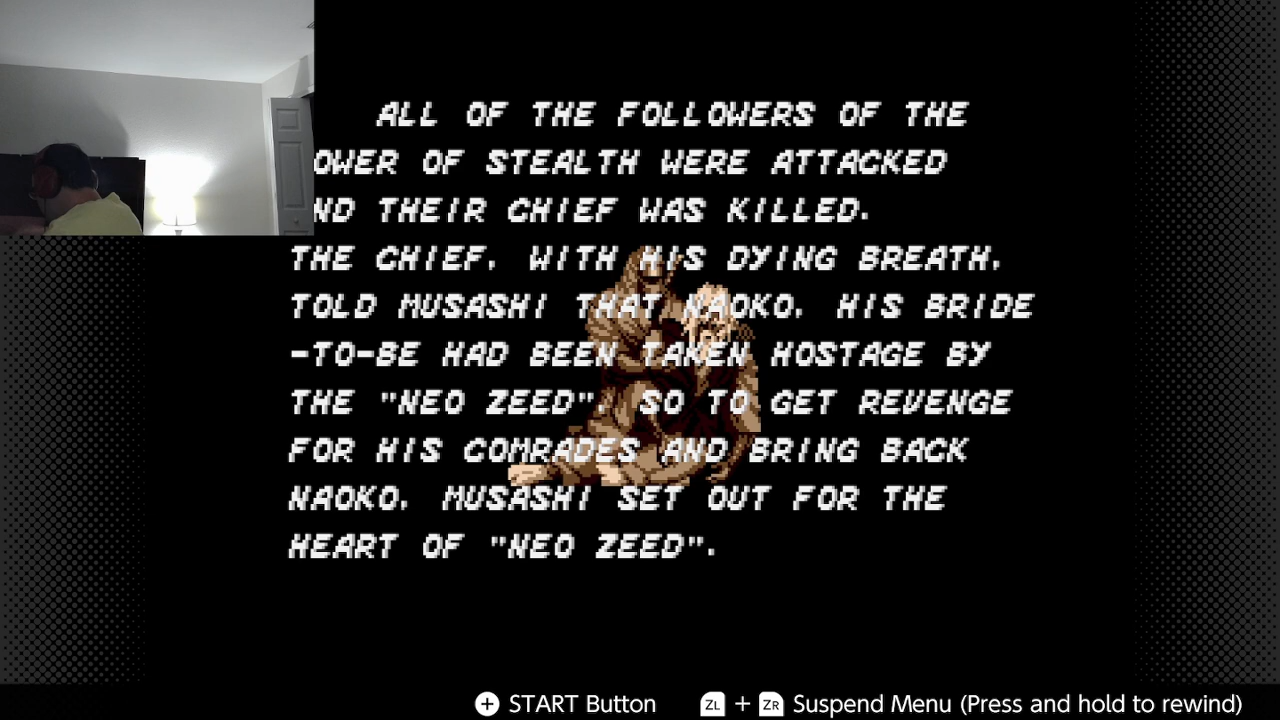 ALL OF THE FOLLOWERS OF THE
OWER OF STEALTH WERE ATTACKED
ND THEIR CHIEF WAS KILLED.
THE CHIEF, WITH HIS DYING BREATH,
TOLD MUSASHI THAT NAOKO, HIS BRIDE
-TO-BE HAD BEEN TAKEN HOSTAGE BY
THE "NEO ZEED". SO TO GET REVENGE
FOR HIS COMRADES AND BRING BACK
NAOKO, MUSASHI SET OUT FOR THE
HEART OF "NEO ZEED".
+ START Button ZL + ZR Suspend Menu (Press and hold to rewind)